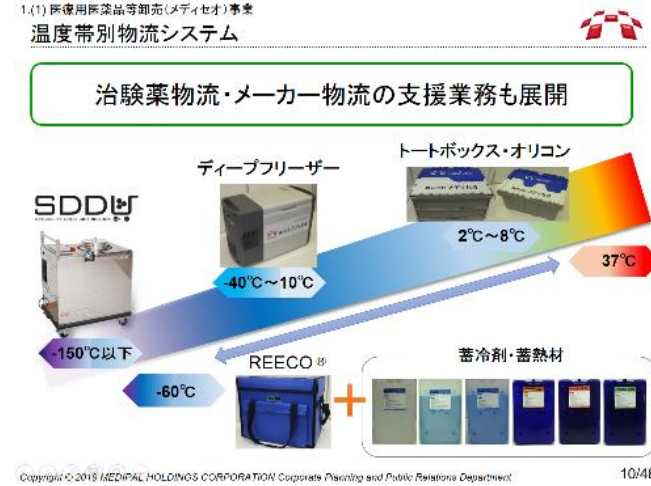 1.(1) 医療用医薬品等卸売(メディセオ)事業
温度帯別物流システム
治験薬物流・メーカー物流の支援業務も展開
トートボックス・オリコン
ディープフリーザー
SDDU
2℃～8℃
37℃
-40℃～10℃
-150℃以下
-60℃
REECO®
+
蓄冷剤・蓄熱材
Copyright © 2019 MEDIPAL HOLDINGS CORPORATION Corporate Planning and Public Relations Department
10/48